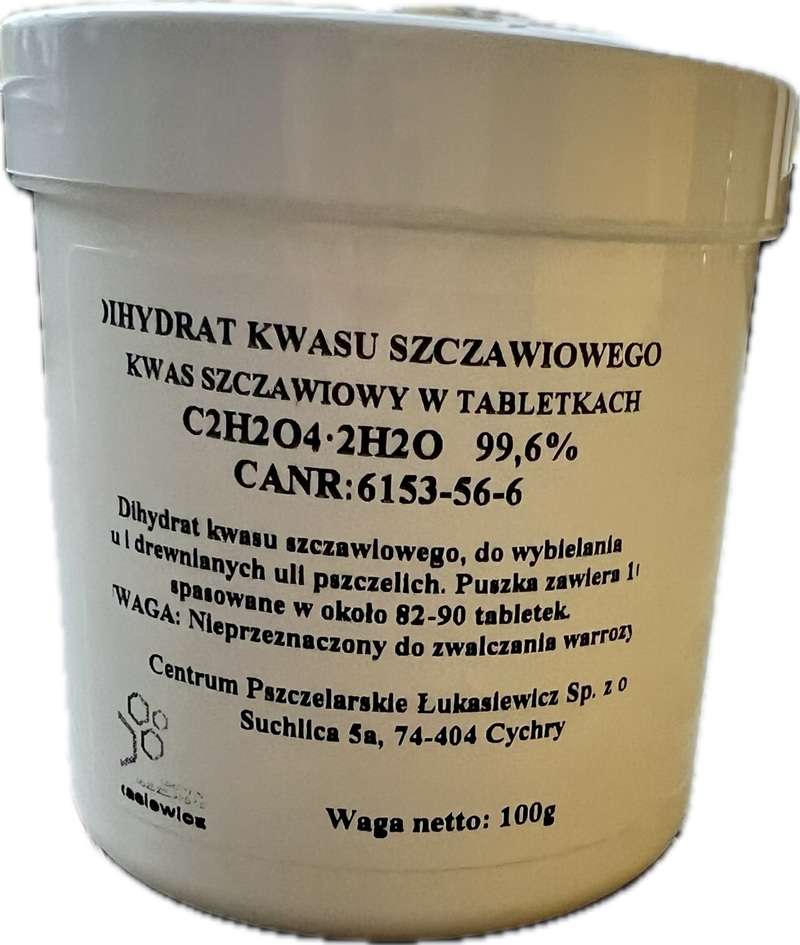 DIHYDRAT KWASU SZCZAWIOWEGO
KWAS SZCZAWIOWY W TABLETKACH
C2H2O4·2H2O 99,6%
CANR:6153-56-6
Dihydrat kwasu szczawiowego, do wybielania
u i drewnianych uli pszczelich. Puszka zawiera
spasowane w około 82-90 tabletek.
UWAGA: Nieprzeznaczony do zwalczania warrozy
Centrum Pszczelarskie Łukasiewicz Sp. z o
Suchlica 5a, 74-404 Cychry
Waga netto: 100g